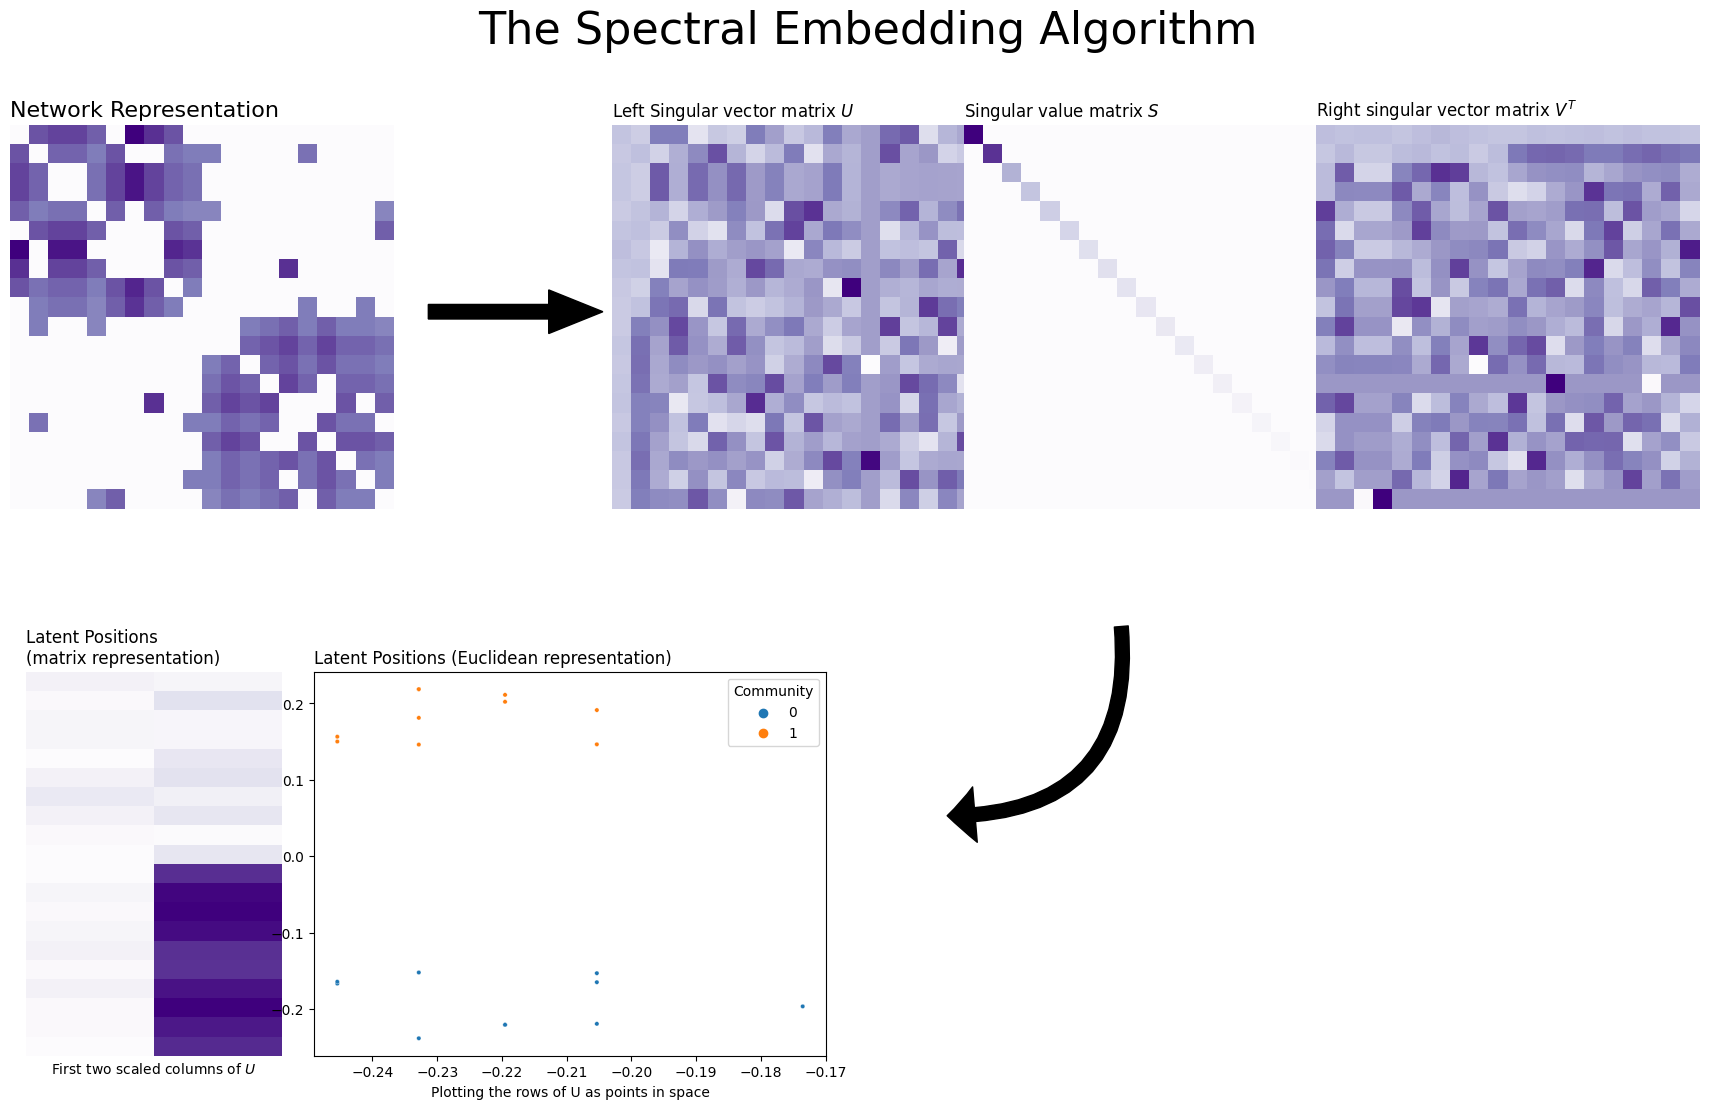 The Spectral Embedding Algorithm
Network Representation
Left Singular vector matrix U
Singular value matrix S
Right singular vector matrix V^T
Latent Positions
(matrix representation)
First two scaled columns of U
Latent Positions (Euclidean representation)
Community
0
1
0.2
0.1
0.0
−0.1
−0.2
−0.24 −0.23 −0.22 −0.21 −0.20 −0.19 −0.18 −0.17
Plotting the rows of U as points in space